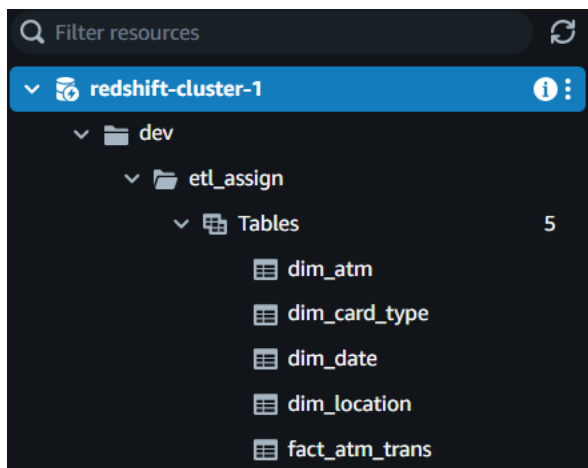 Filter resources
redshift-cluster-1
dev
etl_assign
Tables 5
dim_atm
dim_card_type
dim_date
dim_location
fact_atm_trans